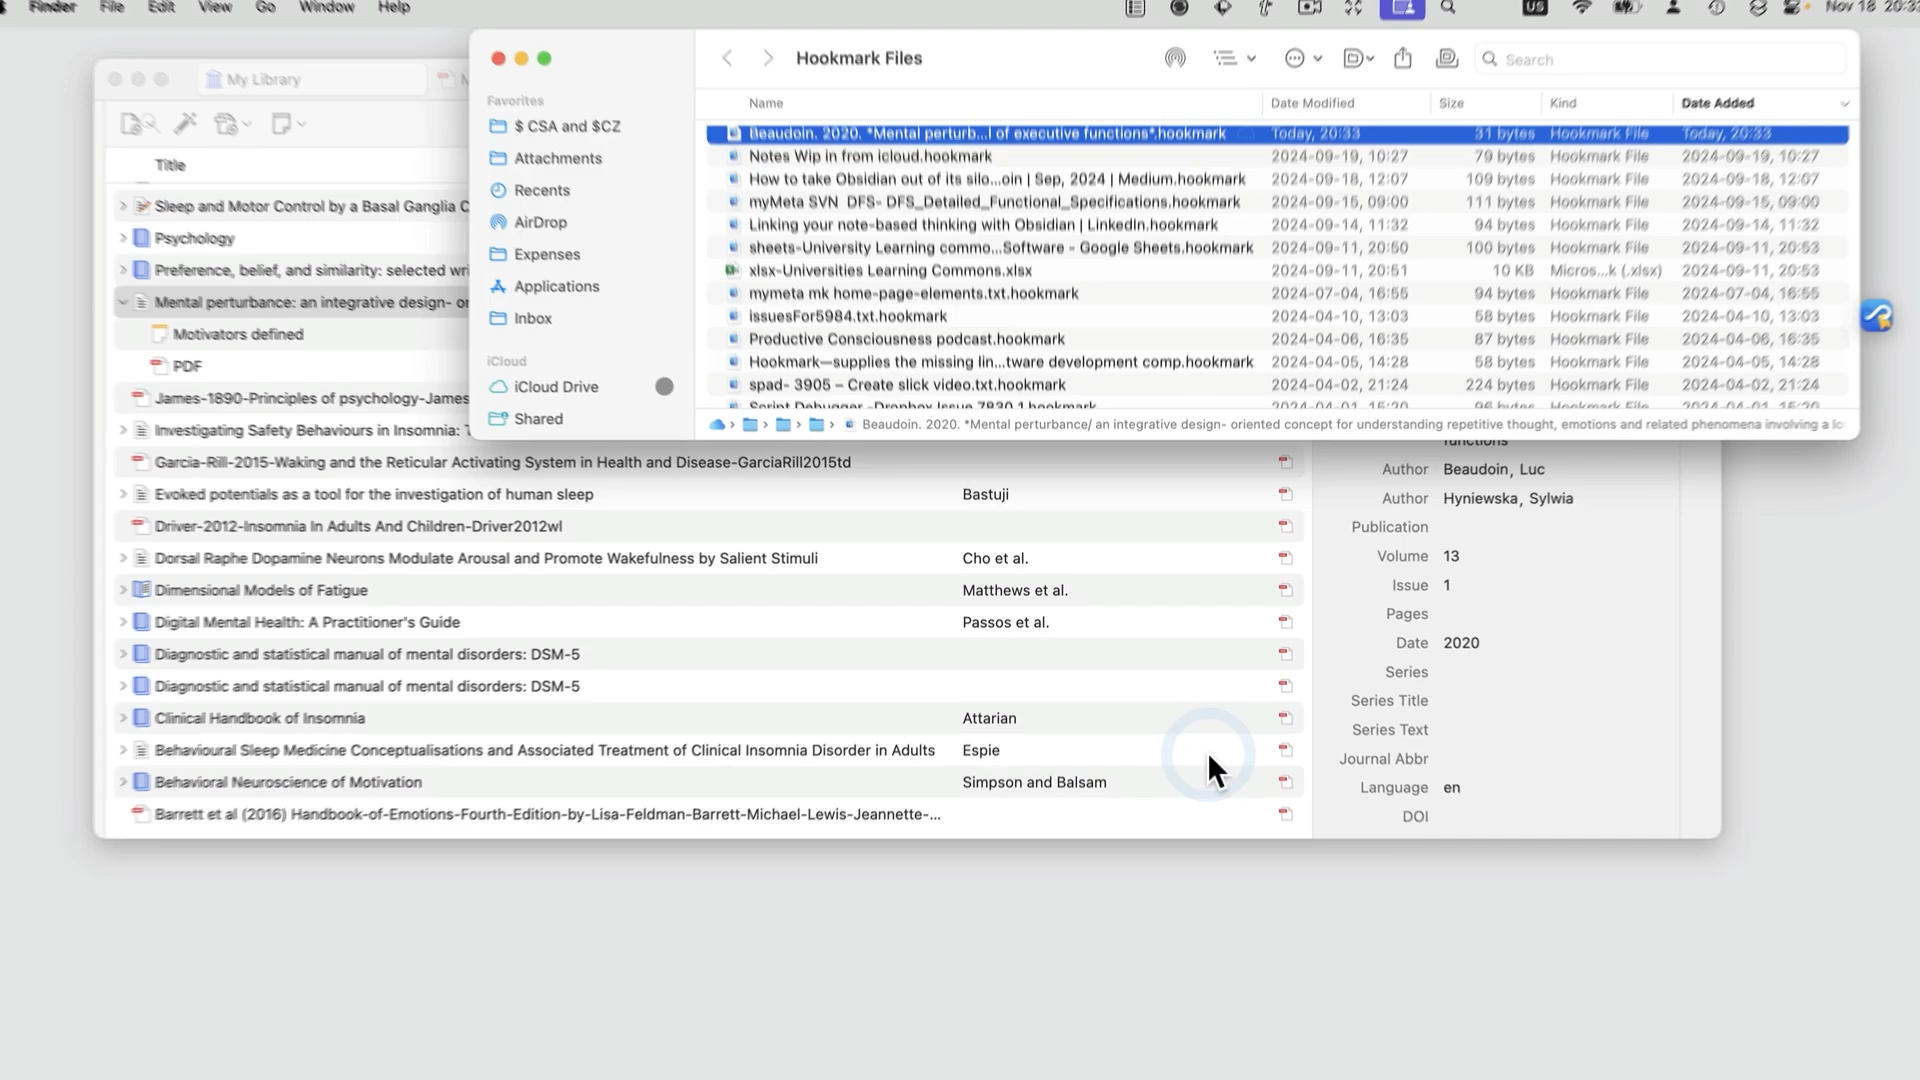 Finder File Edit View Go Window Help
US
Nov 18 20:33
Hookmark Files
Search
Favorites
$ CSA and $CZ
Attachments
Recents
AirDrop
Expenses
Applications
Inbox
iCloud
iCloud Drive
Shared
Name Date Modified Size Kind Date Added
Beaudoin. 2020. *Mental perturb...l of executive functions*.hookmark Today, 20:33 31 bytes Hookmark File Today, 20:33
Notes Wip in from icloud.hookmark 2024-09-19, 10:27 79 bytes Hookmark File 2024-09-19, 10:27
How to take Obsidian out of its silo...oin | Sep, 2024 | Medium.hookmark 2024-09-18, 12:07 109 bytes Hookmark File 2024-09-18, 12:07
myMeta SVN DFS- DFS_Detailed_Functional_Specifications.hookmark 2024-09-15, 09:00 111 bytes Hookmark File 2024-09-15, 09:00
Linking your note-based thinking with Obsidian | LinkedIn.hookmark 2024-09-14, 11:32 94 bytes Hookmark File 2024-09-14, 11:32
sheets-University Learning commo...Software - Google Sheets.hookmark 2024-09-11, 20:50 100 bytes Hookmark File 2024-09-11, 20:53
xlsx-Universities Learning Commons.xlsx 2024-09-11, 20:51 10 KB Micros...k (.xlsx) 2024-09-11, 20:53
mymeta mk home-page-elements.txt.hookmark 2024-07-04, 16:55 94 bytes Hookmark File 2024-07-04, 16:55
issuesFor5984.txt.hookmark 2024-04-10, 13:03 58 bytes Hookmark File 2024-04-10, 13:03
Productive Consciousness podcast.hookmark 2024-04-06, 16:35 87 bytes Hookmark File 2024-04-06, 16:35
Hookmark—supplies the missing lin...tware development comp.hookmark 2024-04-05, 14:28 58 bytes Hookmark File 2024-04-05, 14:28
spad- 3905 – Create slick video.txt.hookmark 2024-04-02, 21:24 224 bytes Hookmark File 2024-04-02, 21:24
Script Debugger -Dropbox Issue 7830 1.hookmark 2024-04-01, 15:20 96 bytes Hookmark File 2024-04-01, 15:20
Beaudoin. 2020. *Mental perturbance/ an integrative design- oriented concept for understanding repetitive thought, emotions and related phenomena involving a lo
My Library
Title
Sleep and Motor Control by a Basal Ganglia C
Psychology
Preference, belief, and similarity: selected wri
Mental perturbance: an integrative design- or
Motivators defined
PDF
James-1890-Principles of psychology-James
Investigating Safety Behaviours in Insomnia: T
Garcia-Rill-2015-Waking and the Reticular Activating System in Health and Disease-GarciaRill2015td
Evoked potentials as a tool for the investigation of human sleep Bastuji
Driver-2012-Insomnia In Adults And Children-Driver2012wl
Dorsal Raphe Dopamine Neurons Modulate Arousal and Promote Wakefulness by Salient Stimuli Cho et al.
Dimensional Models of Fatigue Matthews et al.
Digital Mental Health: A Practitioner's Guide Passos et al.
Diagnostic and statistical manual of mental disorders: DSM-5
Diagnostic and statistical manual of mental disorders: DSM-5
Clinical Handbook of Insomnia Attarian
Behavioural Sleep Medicine Conceptualisations and Associated Treatment of Clinical Insomnia Disorder in Adults Espie
Behavioral Neuroscience of Motivation Simpson and Balsam
Barrett et al (2016) Handbook-of-Emotions-Fourth-Edition-by-Lisa-Feldman-Barrett-Michael-Lewis-Jeannette-...
functions
Author Beaudoin, Luc
Author Hyniewska, Sylwia
Publication
Volume 13
Issue 1
Pages
Date 2020
Series
Series Title
Series Text
Journal Abbr
Language en
DOI